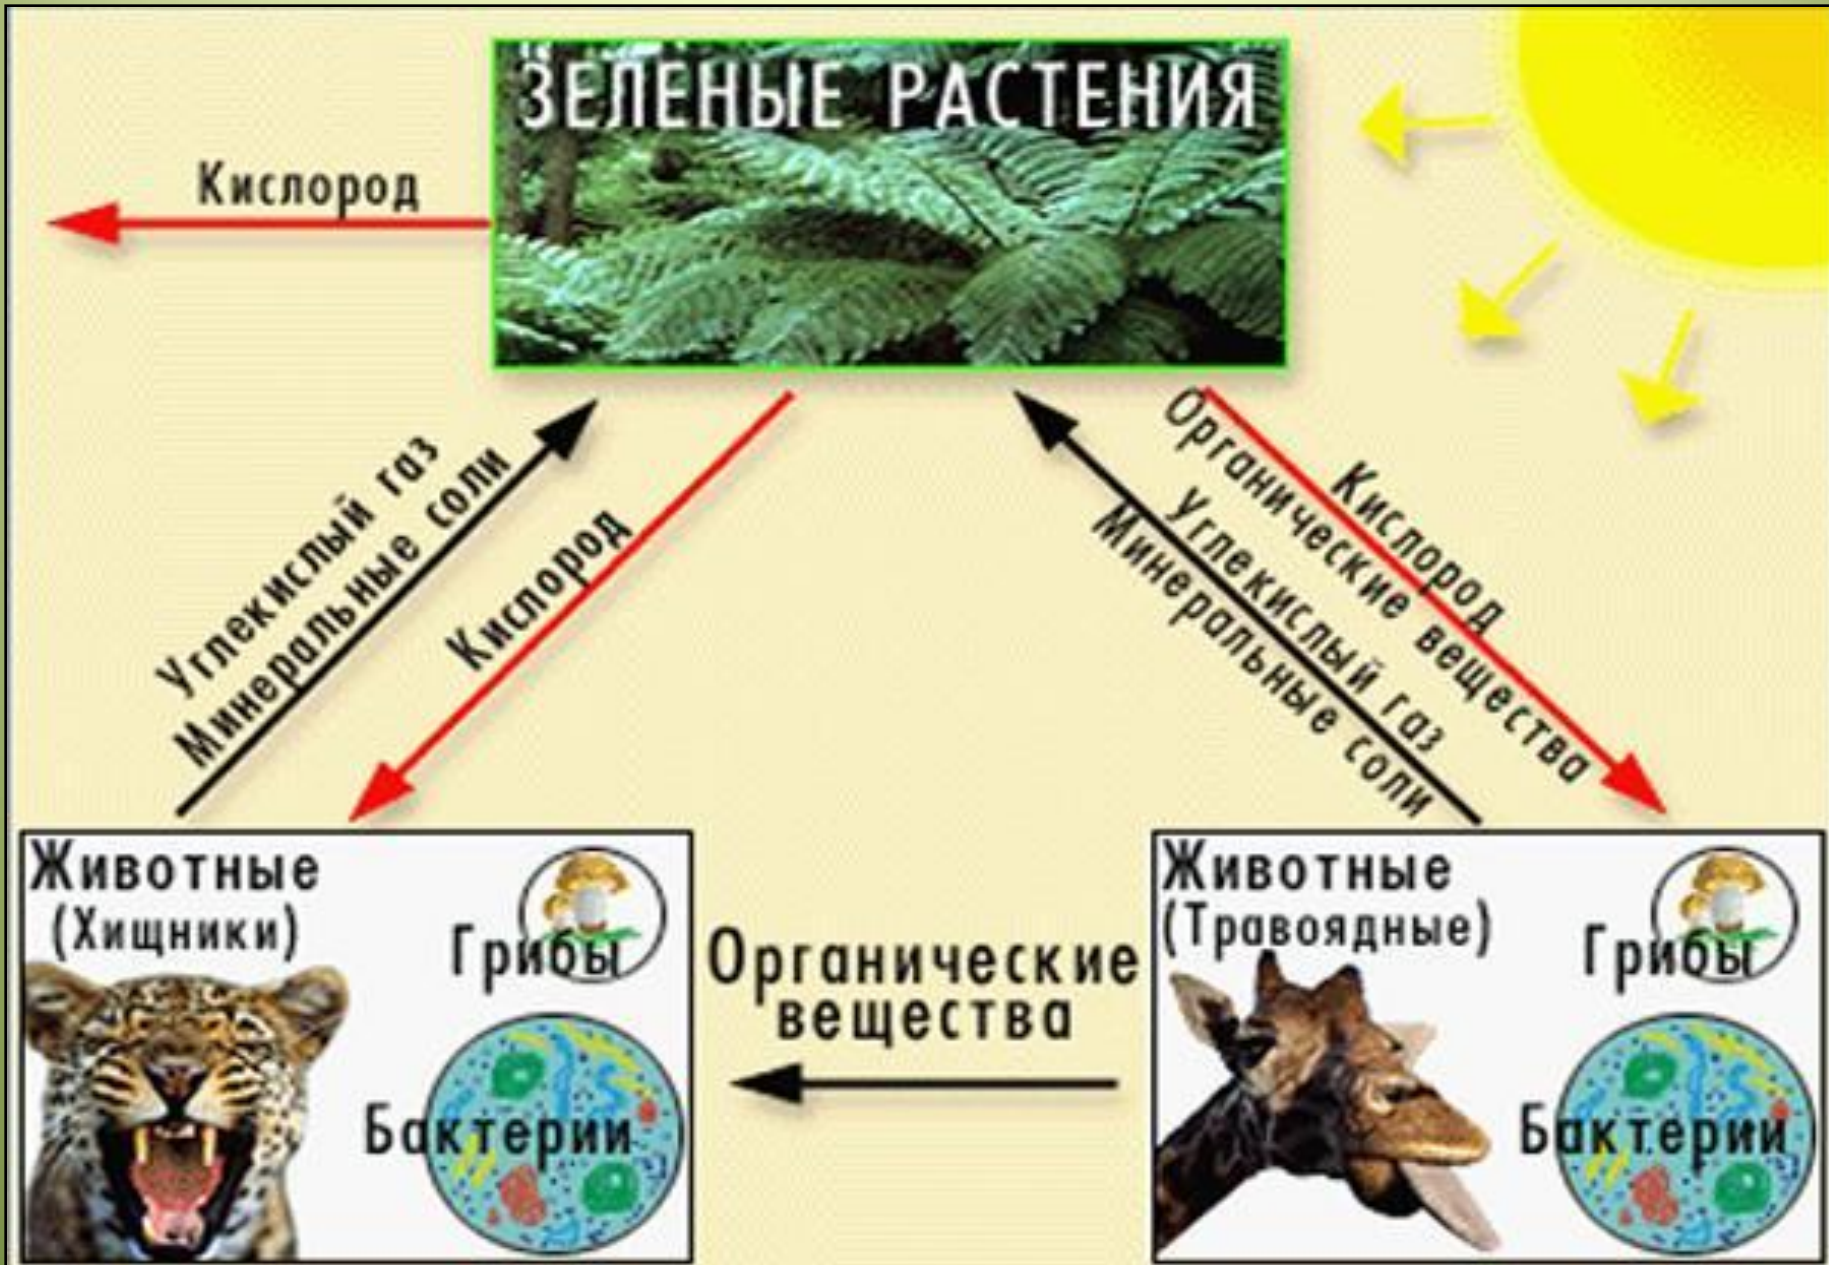 ЗЕЛЕНЫЕ РАСТЕНИЯ
Кислород
Углекислый газ
Минеральные соли
Кислород
Кислород
Органические вещества
Углекислый газ
Минеральные соли
Животные
(Хищники)
Грибы
Бактерии
Органические
вещества
Животные
(Травоядные)
Грибы
Бактерии